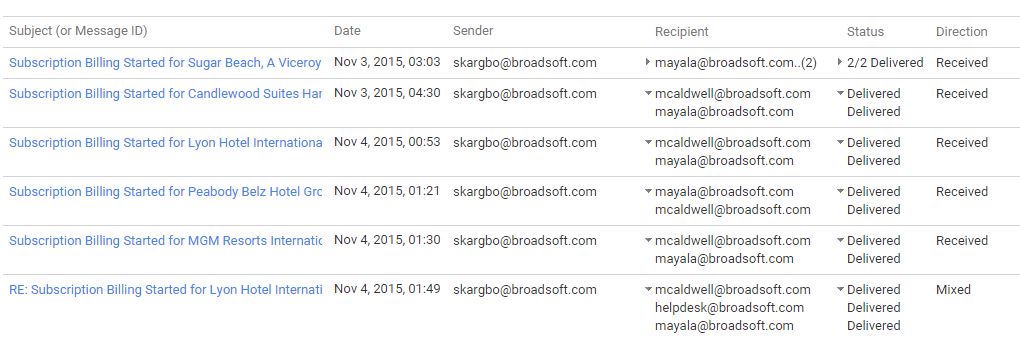 Subject (or Message ID) Date Sender Recipient Status Direction
Subscription Billing Started for Sugar Beach, A Viceroy Nov 3, 2015, 03:03 skargbo@broadsoft.com mayala@broadsoft.com..(2) 2/2 Delivered Received
Subscription Billing Started for Candlewood Suites Har Nov 3, 2015, 04:30 skargbo@broadsoft.com mcaldwell@broadsoft.com Delivered Received
mayala@broadsoft.com Delivered
Subscription Billing Started for Lyon Hotel Internationa Nov 4, 2015, 00:53 skargbo@broadsoft.com mcaldwell@broadsoft.com Delivered Received
mayala@broadsoft.com Delivered
Subscription Billing Started for Peabody Belz Hotel Gro Nov 4, 2015, 01:21 skargbo@broadsoft.com mayala@broadsoft.com Delivered Received
mcaldwell@broadsoft.com Delivered
Subscription Billing Started for MGM Resorts Internatic Nov 4, 2015, 01:30 skargbo@broadsoft.com mcaldwell@broadsoft.com Delivered Received
mayala@broadsoft.com Delivered
RE: Subscription Billing Started for Lyon Hotel Internati Nov 4, 2015, 01:49 skargbo@broadsoft.com mcaldwell@broadsoft.com Delivered Mixed
helpdesk@broadsoft.com Delivered
mayala@broadsoft.com Delivered